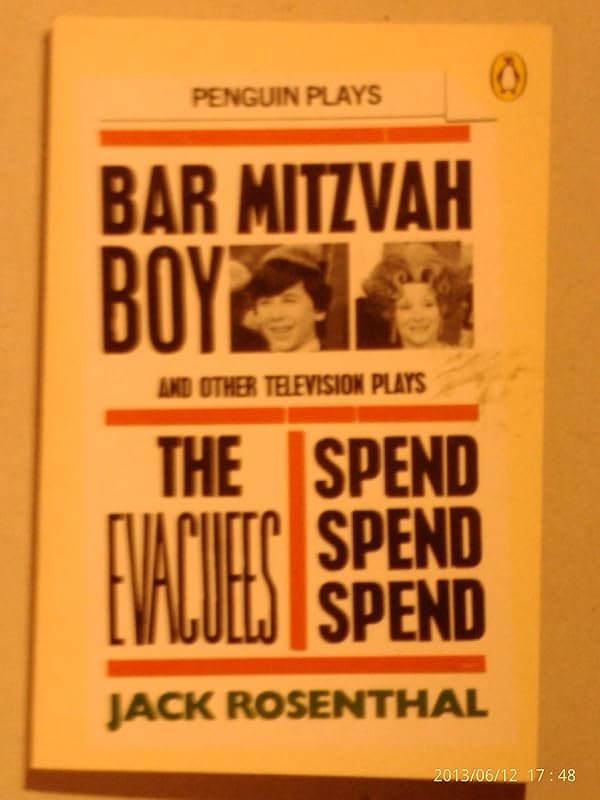 PENGUIN PLAYS
BAR MITZVAH
BOY
AND OTHER TELEVISION PLAYS
THE
EVACUEES
SPEND
SPEND
SPEND
JACK ROSENTHAL
2013/06/12 17:48